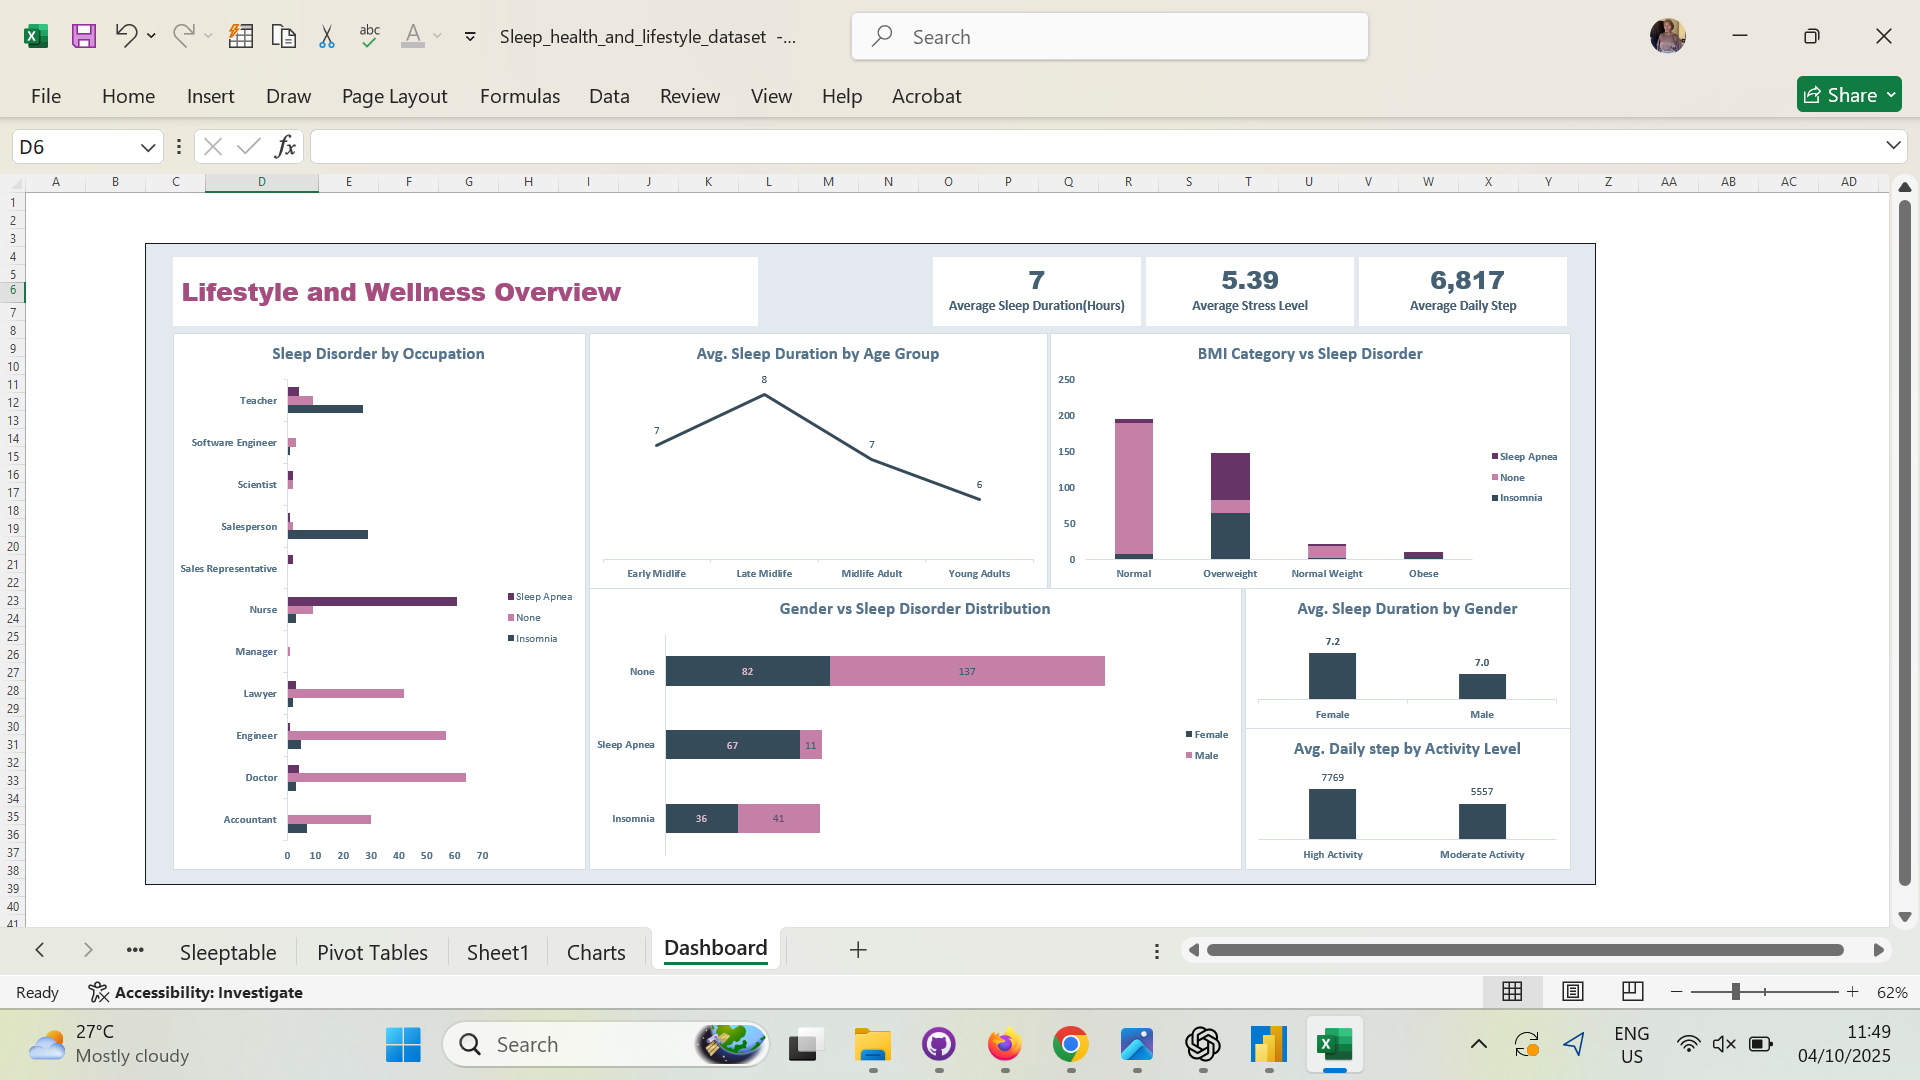 Sleep_health_and_lifestyle_dataset -...
Search
File Home Insert Draw Page Layout Formulas Data Review View Help Acrobat
Share
D6
fx
A B C D E F G H I J K L M N O P Q R S T U V W X Y Z AA AB AC AD
1
2
3
4
5
6
7
8
9
10
11
12
13
14
15
16
17
18
19
20
21
22
23
24
25
26
27
28
29
30
31
32
33
34
35
36
37
38
39
40
41
Lifestyle and Wellness Overview
7
Average Sleep Duration(Hours)
5.39
Average Stress Level
6,817
Average Daily Step
Sleep Disorder by Occupation
Teacher
Software Engineer
Scientist
Salesperson
Sales Representative
Nurse
Manager
Lawyer
Engineer
Doctor
Accountant
0 10 20 30 40 50 60 70
Sleep Apnea
None
Insomnia
Avg. Sleep Duration by Age Group
7
8
7
6
Early Midlife Late Midlife Midlife Adult Young Adults
BMI Category vs Sleep Disorder
250
200
150
100
50
0
Normal Overweight Normal Weight Obese
Sleep Apnea
None
Insomnia
Gender vs Sleep Disorder Distribution
None 82 137
Sleep Apnea 67 11
Insomnia 36 41
Female
Male
Avg. Sleep Duration by Gender
7.2
7.0
Female Male
Avg. Daily step by Activity Level
7769
5557
High Activity Moderate Activity
Sleeptable Pivot Tables Sheet1 Charts Dashboard
Ready Accessibility: Investigate
62%
27°C
Mostly cloudy
Search
ENG
US
11:49
04/10/2025